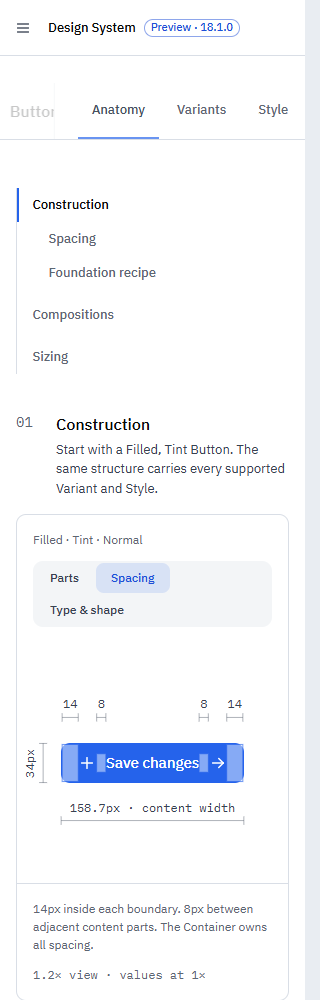 Design System Preview · 18.1.0
Button Anatomy Variants Style
Construction
Spacing
Foundation recipe
Compositions
Sizing
01 Construction
Start with a Filled, Tint Button. The
same structure carries every supported
Variant and Style.
Filled · Tint · Normal
Parts Spacing
Type & shape
14 8 8 14
34px
Save changes
158.7px · content width
14px inside each boundary. 8px between
adjacent content parts. The Container owns
all spacing.
1.2× view · values at 1×